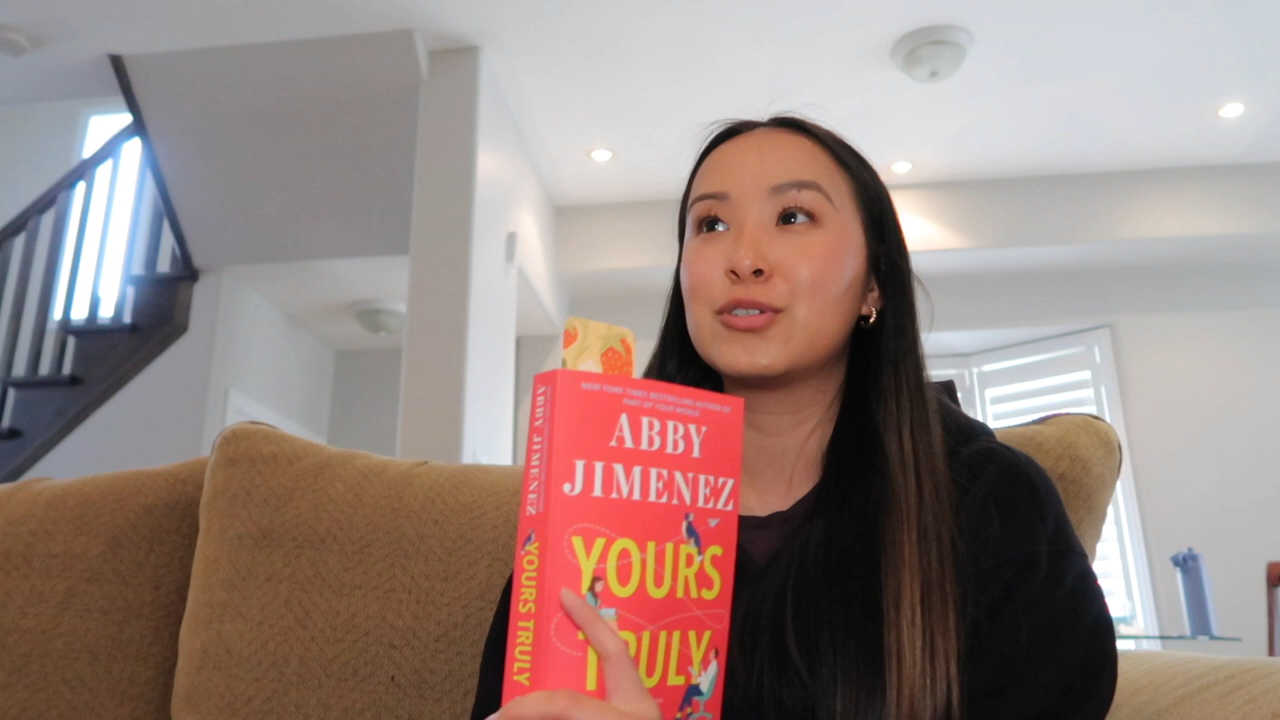 NEW YORK TIMES BESTSELLING AUTHOR OF
PART OF YOUR WORLD
ABBY
JIMENEZ
YOURS
TRULY
ABBY JIMENEZ
YOURS TRULY